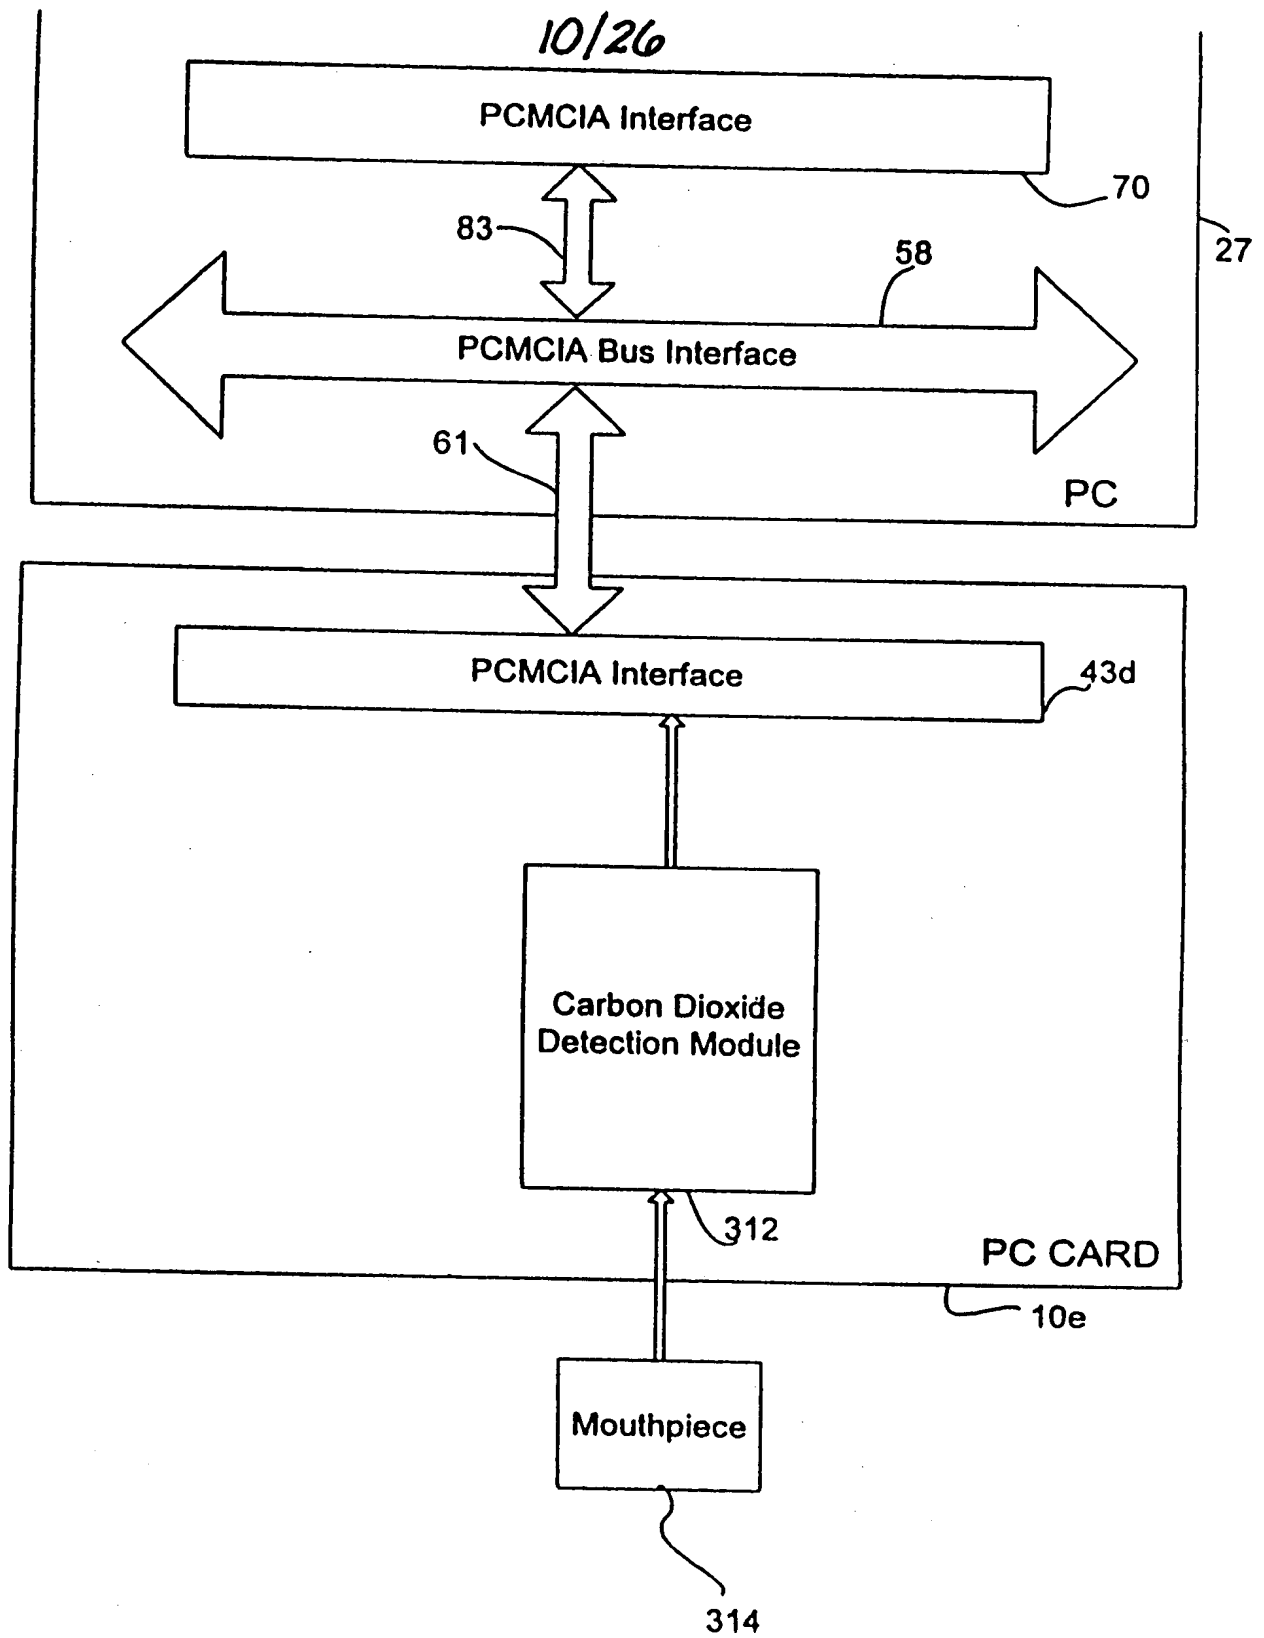 10/26
PCMCIA Interface
70
83
27
58
PCMCIA Bus Interface
61
PC
PCMCIA Interface
43d
Carbon Dioxide
Detection Module
312
PC CARD
10e
Mouthpiece
314